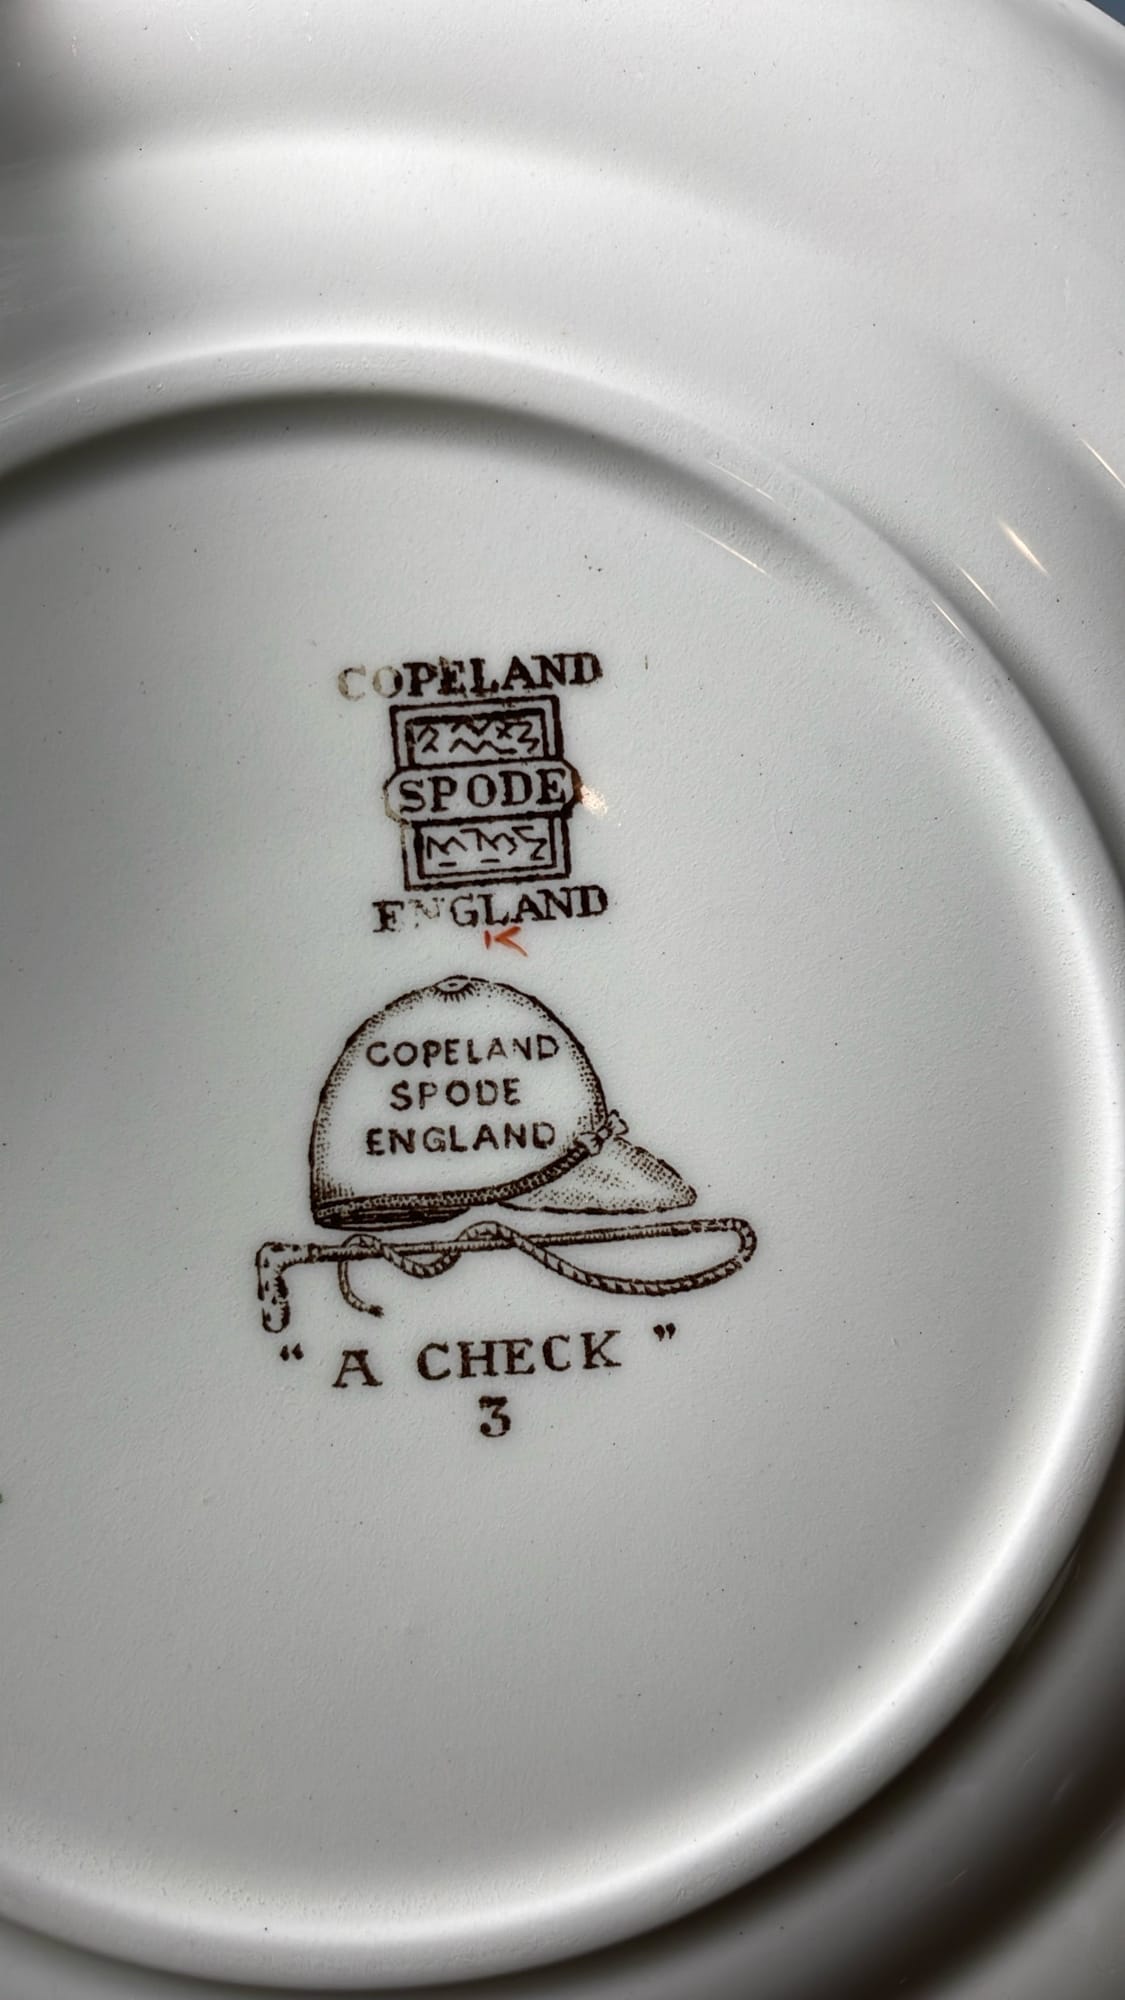 COPELAND
SPODE
ENGLAND
K
COPELAND
SPODE
ENGLAND
“ A CHECK ”
3